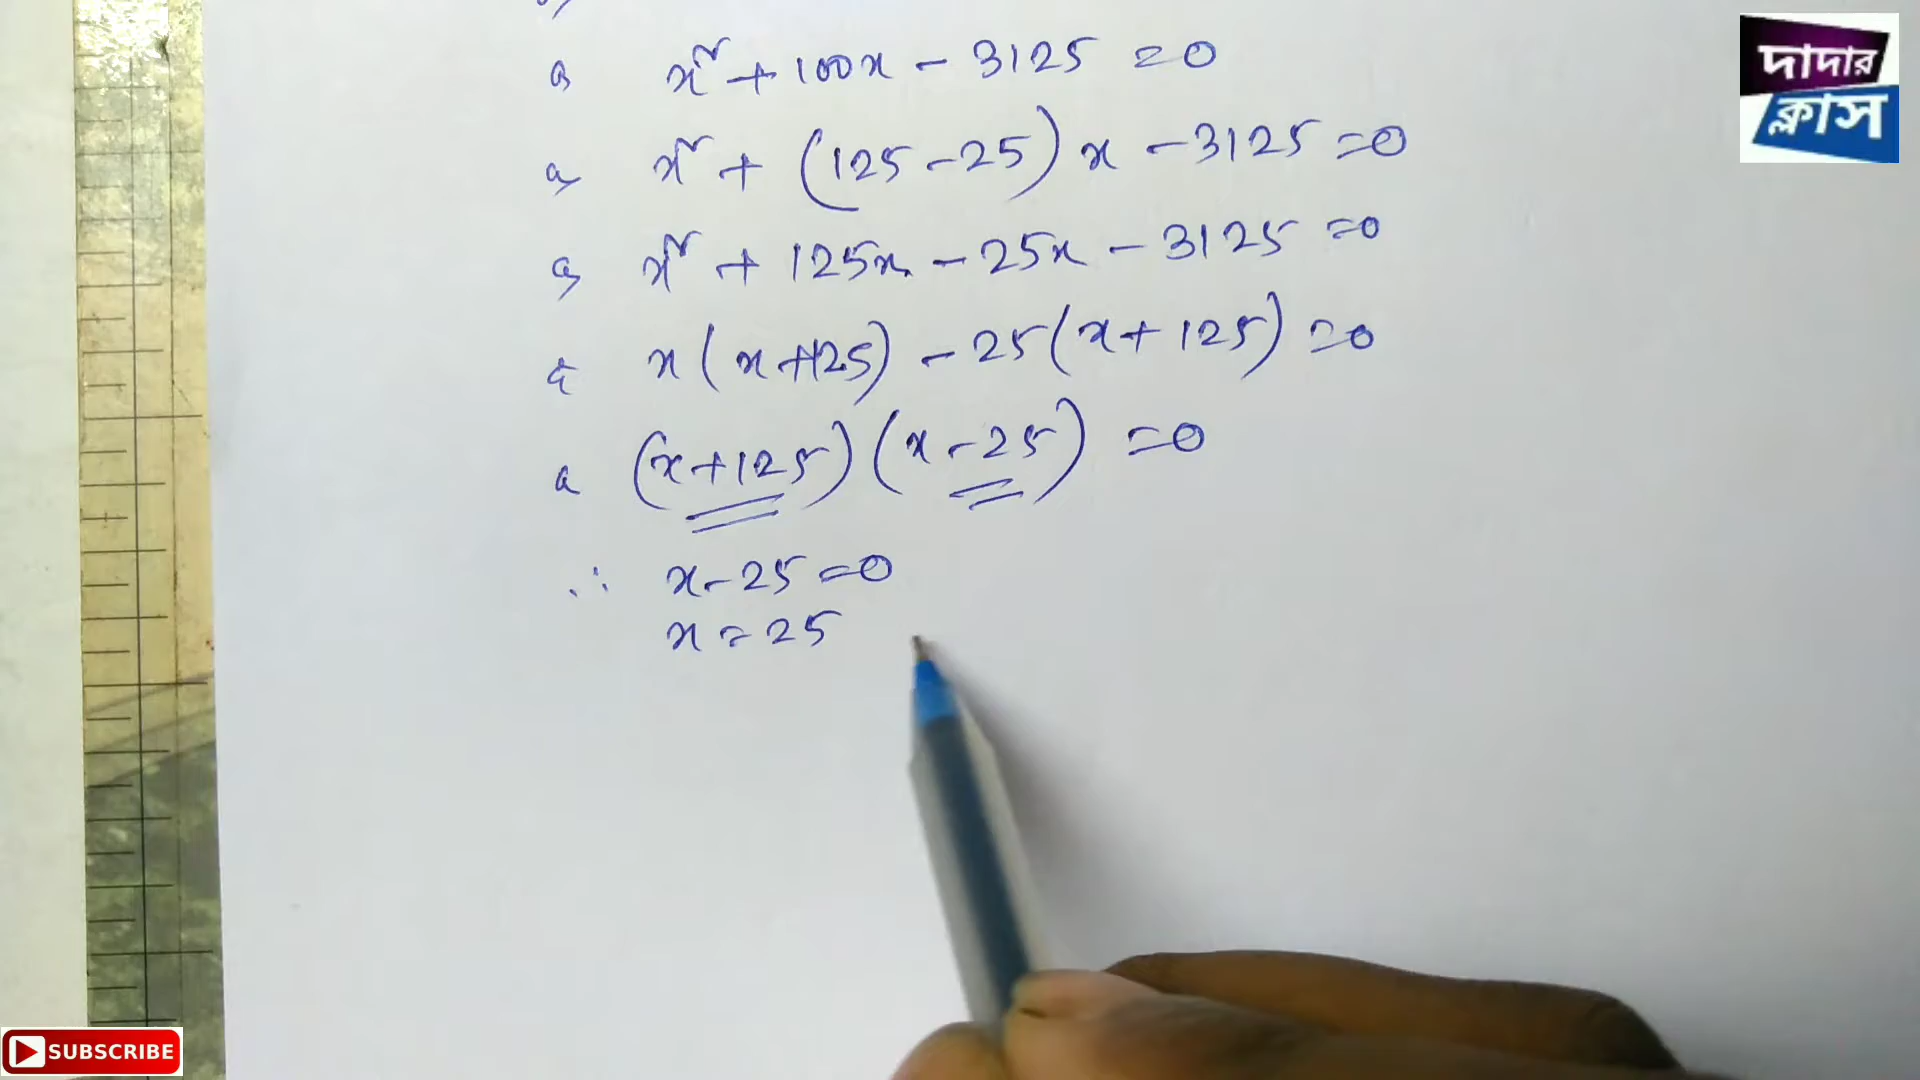 দাদার
ক্লাস
x² + 100x - 3125 = 0
x² + (125 - 25) x - 3125 = 0
x² + 125x - 25x - 3125 = 0
x (x + 125) - 25 (x + 125) = 0
(x + 125) (x - 25) = 0
∴ x - 25 = 0
x = 25
SUBSCRIBE